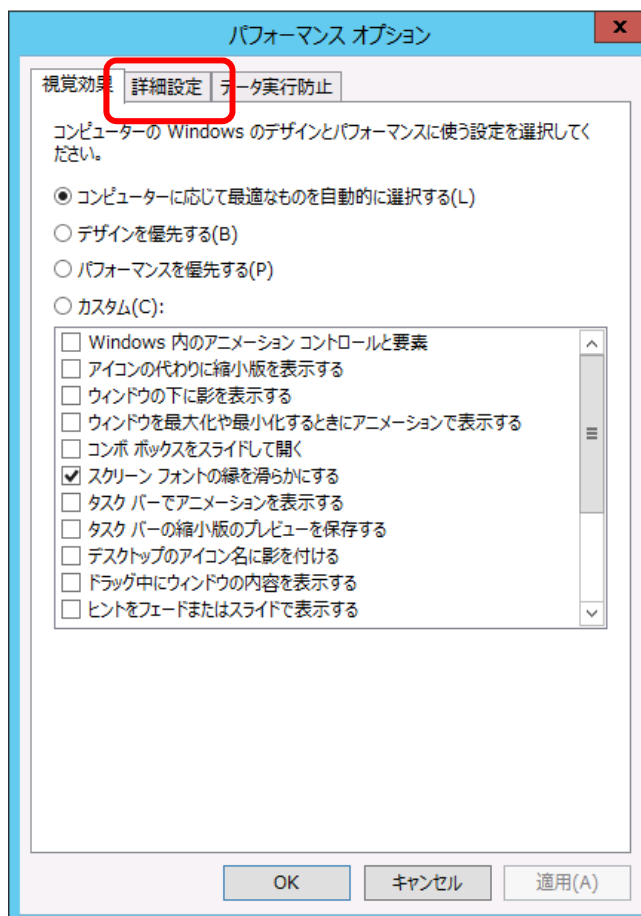 パフォーマンス オプション
x
視覚効果 詳細設定 データ実行防止
コンピューターの Windows のデザインとパフォーマンスに使う設定を選択してく
ださい。
コンピューターに応じて最適なものを自動的に選択する(L)
デザインを優先する(B)
パフォーマンスを優先する(P)
カスタム(C):
Windows 内のアニメーション コントロールと要素
アイコンの代わりに縮小版を表示する
ウィンドウの下に影を表示する
ウィンドウを最大化や最小化するときにアニメーションで表示する
コンボ ボックスをスライドして開く
スクリーン フォントの縁を滑らかにする
タスク バーでアニメーションを表示する
タスク バーの縮小版のプレビューを保存する
デスクトップのアイコン名に影を付ける
ドラッグ中にウィンドウの内容を表示する
ヒントをフェードまたはスライドで表示する
OK キャンセル 適用(A)